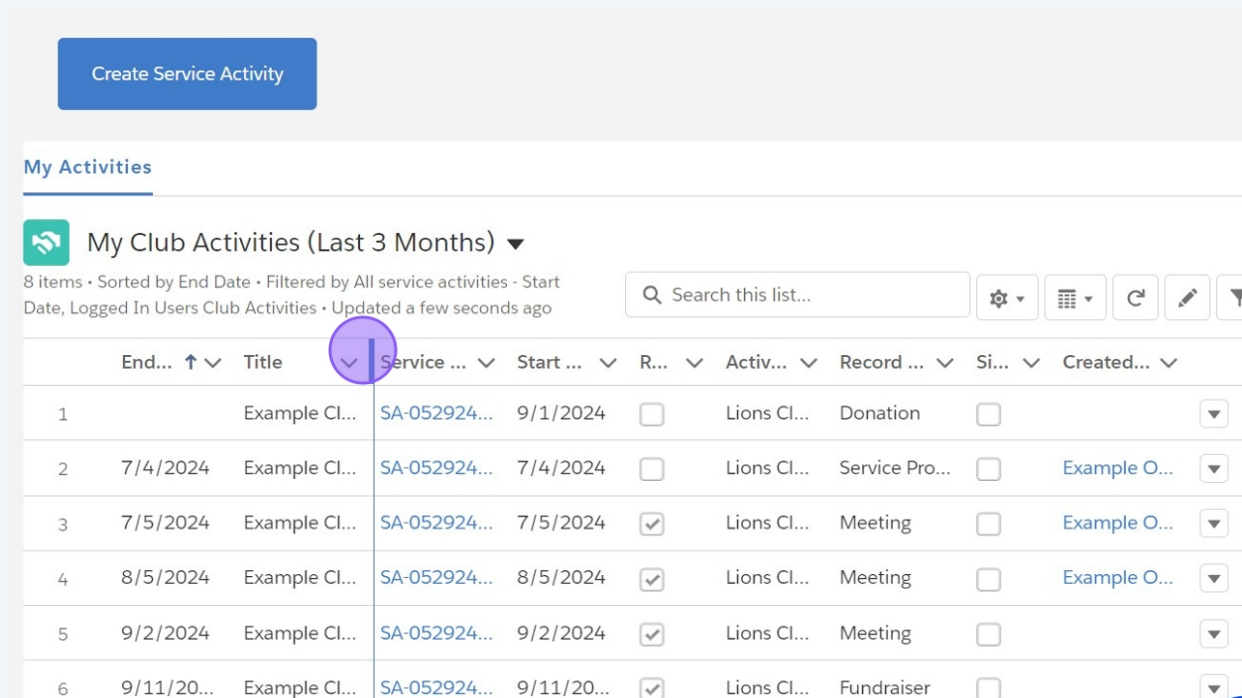 Create Service Activity
My Activities
My Club Activities (Last 3 Months)
8 items • Sorted by End Date • Filtered by All service activities - Start
Date, Logged In Users Club Activities • Updated a few seconds ago
Search this list...
End... Title Service ... Start ... R... Activ... Record ... Si... Created...
1 Example Cl... SA-052924... 9/1/2024 Lions Cl... Donation
2 7/4/2024 Example Cl... SA-052924... 7/4/2024 Lions Cl... Service Pro... Example O...
3 7/5/2024 Example Cl... SA-052924... 7/5/2024 Lions Cl... Meeting Example O...
4 8/5/2024 Example Cl... SA-052924... 8/5/2024 Lions Cl... Meeting Example O...
5 9/2/2024 Example Cl... SA-052924... 9/2/2024 Lions Cl... Meeting
6 9/11/20... Example Cl... SA-052924... 9/11/20... Lions Cl... Fundraiser